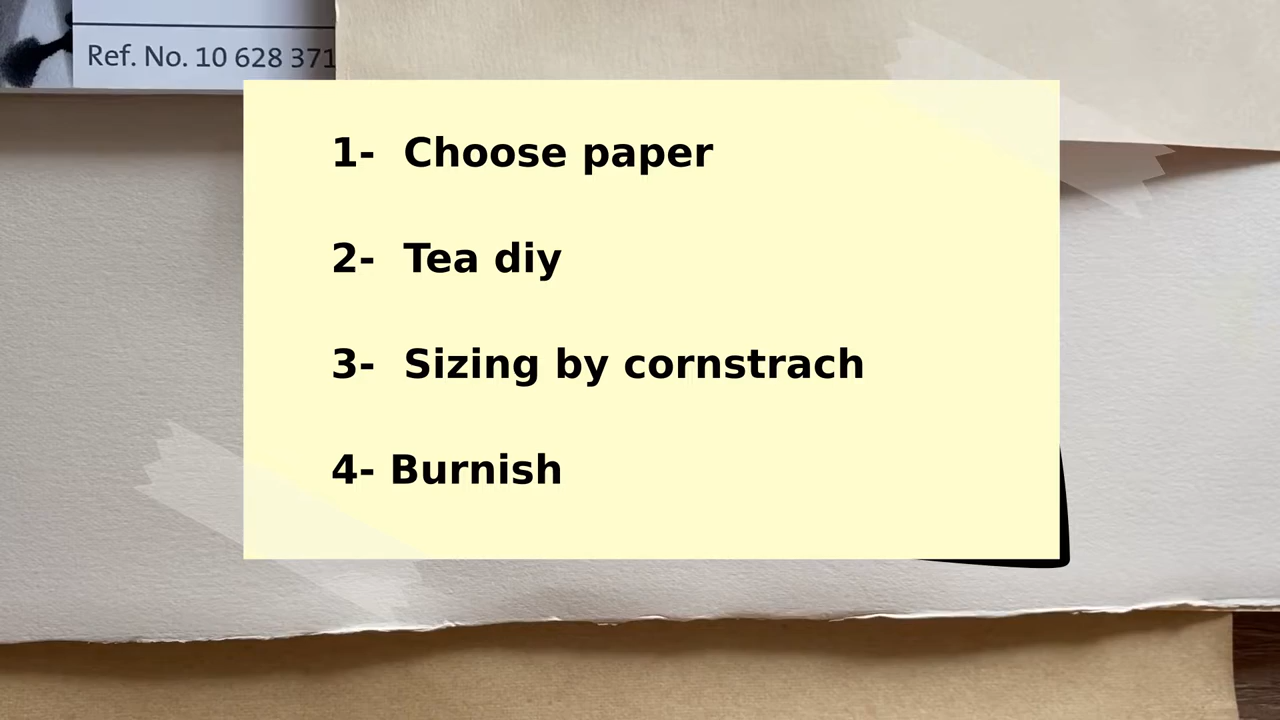 Ref. No. 10 628 371
1- Choose paper
2- Tea diy
3- Sizing by cornstrach
4- Burnish